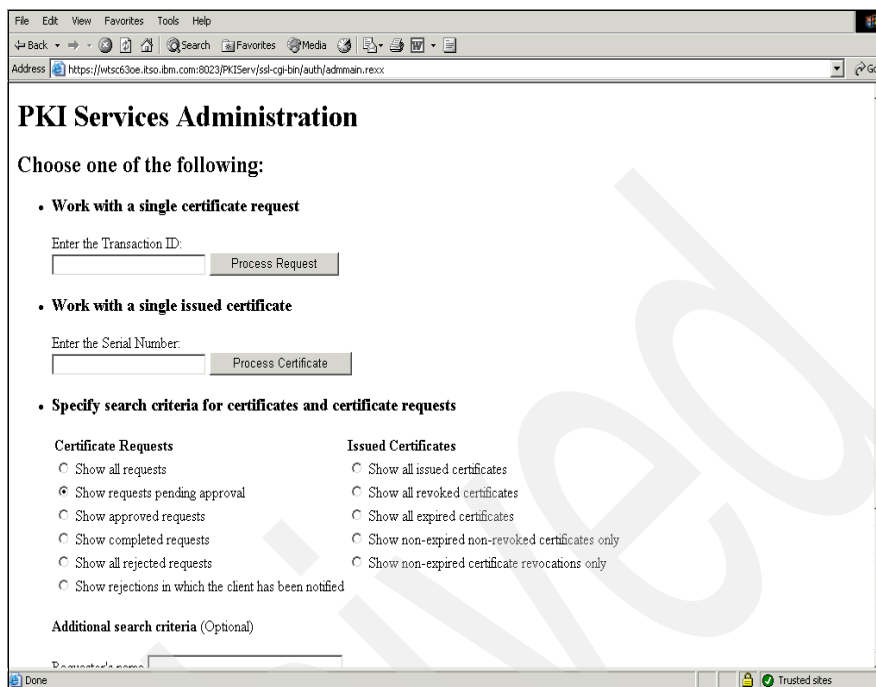 File Edit View Favorites Tools Help
Back Search Favorites Media
Address https://wtsc63oe.itso.ibm.com:8023/PKIServ/ssl-cgi-bin/auth/admmain.rexx Go
PKI Services Administration
Choose one of the following:
• Work with a single certificate request
Enter the Transaction ID:
Process Request
• Work with a single issued certificate
Enter the Serial Number:
Process Certificate
• Specify search criteria for certificates and certificate requests
Certificate Requests
Show all requests
Show requests pending approval
Show approved requests
Show completed requests
Show all rejected requests
Show rejections in which the client has been notified
Issued Certificates
Show all issued certificates
Show all revoked certificates
Show all expired certificates
Show non-expired non-revoked certificates only
Show non-expired certificate revocations only
Additional search criteria (Optional)
Requester's name
Done Trusted sites